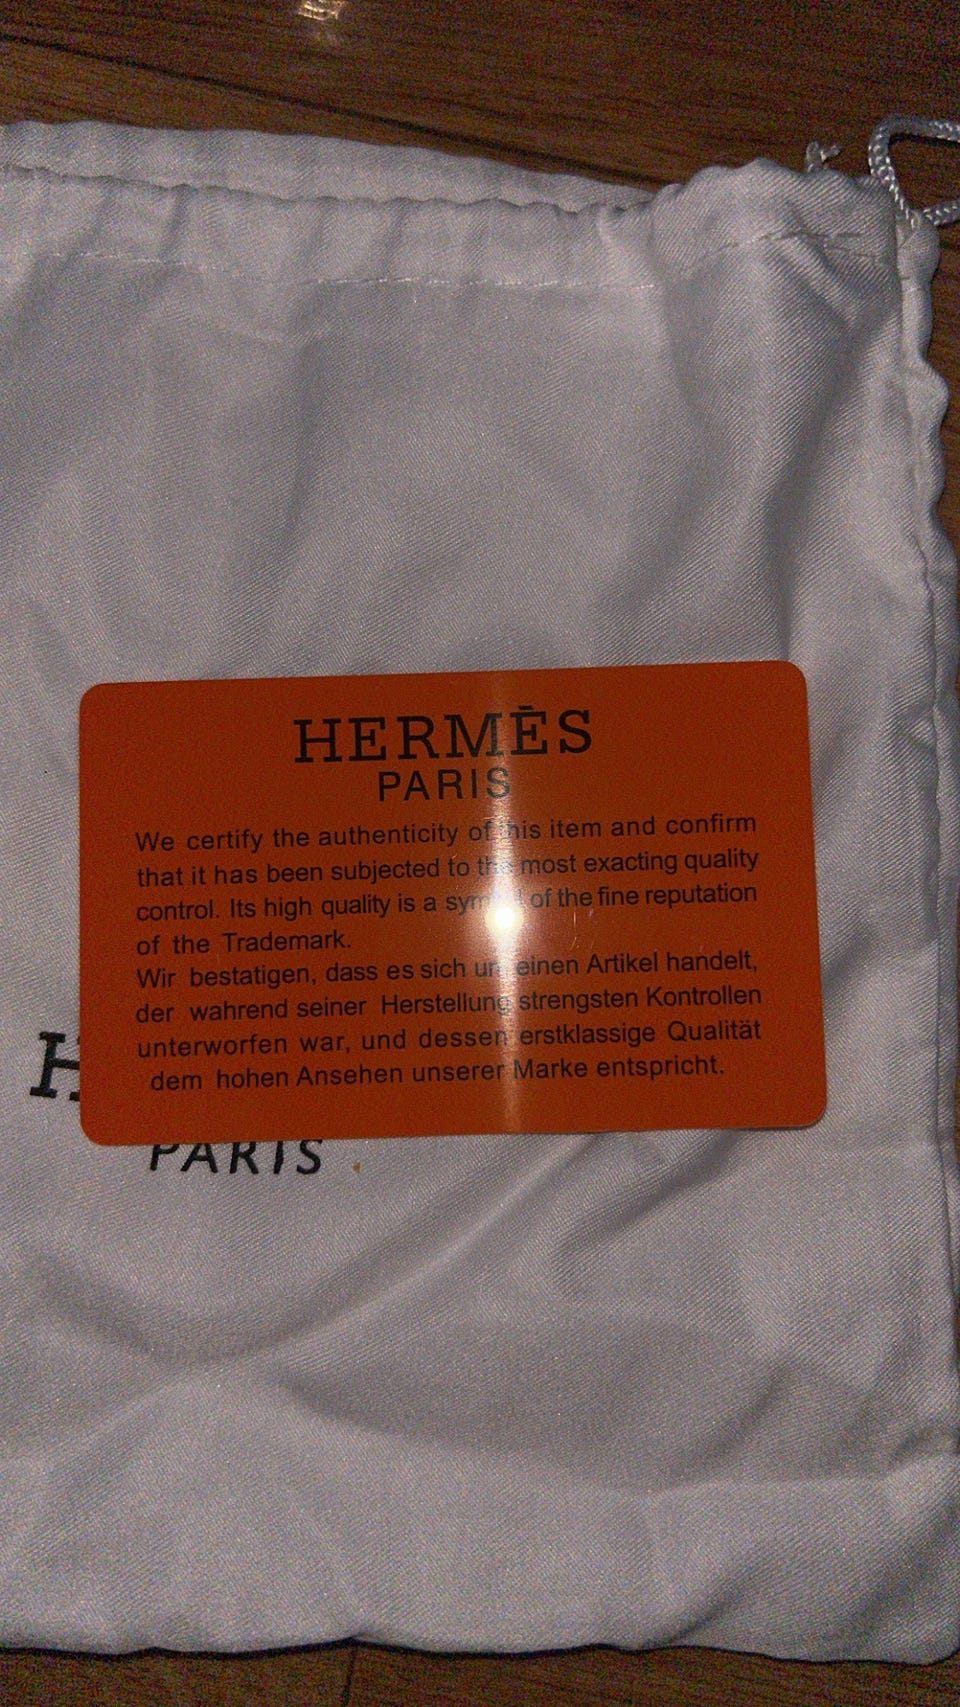 HERMÈS
PARIS
We certify the authenticity of this item and confirm
that it has been subjected to the most exacting quality
control. Its high quality is a symbol of the fine reputation
of the Trademark.
Wir bestatigen, dass es sich um einen Artikel handelt,
der wahrend seiner Herstellung strengsten Kontrollen
unterworfen war, und dessen erstklassige Qualität
dem hohen Ansehen unserer Marke entspricht.
H
PARIS